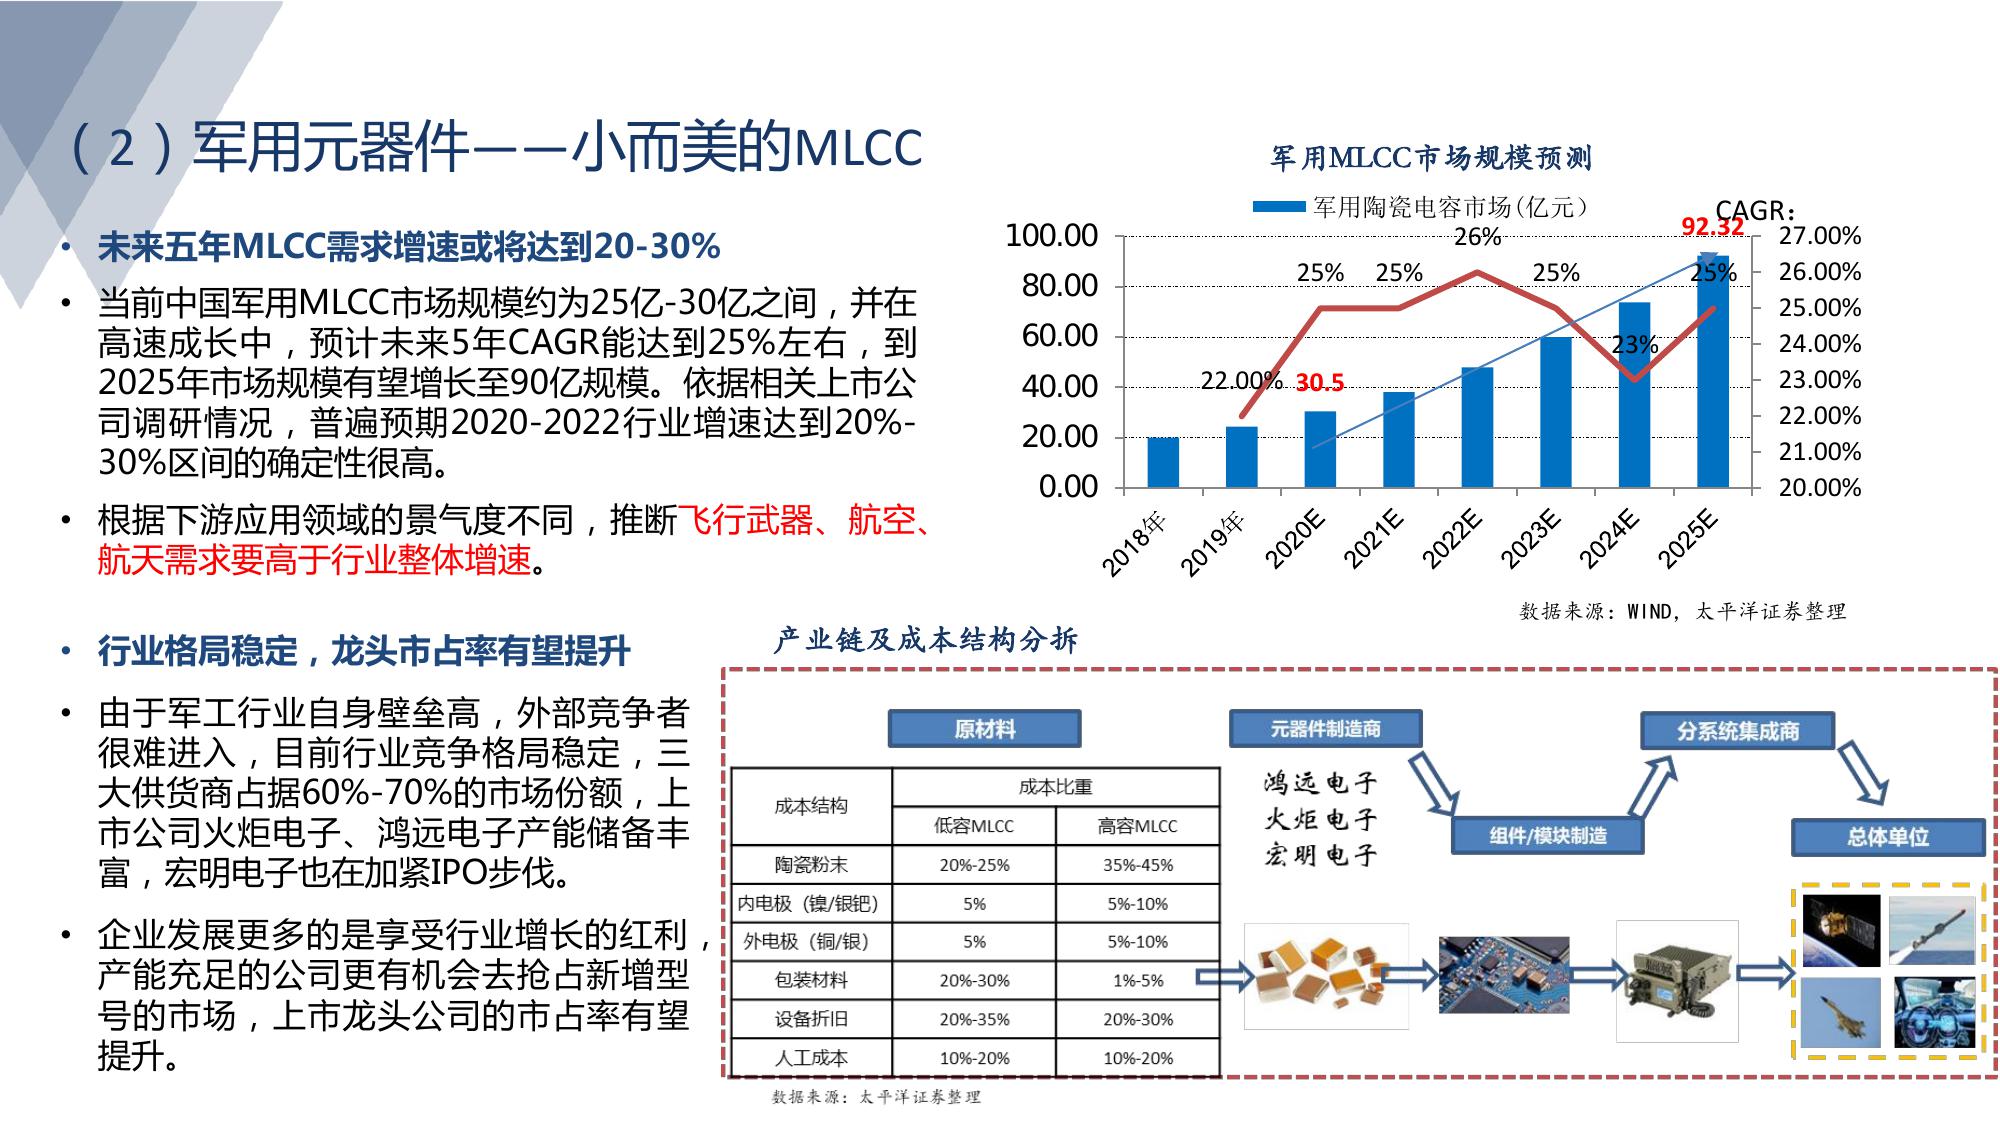 （2）军用元器件——小而美的MLCC
• 未来五年MLCC需求增速或将达到20-30%
• 当前中国军用MLCC市场规模约为25亿-30亿之间，并在
高速成长中，预计未来5年CAGR能达到25%左右，到
2025年市场规模有望增长至90亿规模。依据相关上市公
司调研情况，普遍预期2020-2022行业增速达到20%-
30%区间的确定性很高。
• 根据下游应用领域的景气度不同，推断飞行武器、航空、
航天需求要高于行业整体增速。
• 行业格局稳定，龙头市占率有望提升
• 由于军工行业自身壁垒高，外部竞争者
很难进入，目前行业竞争格局稳定，三
大供货商占据60%-70%的市场份额，上
市公司火炬电子、鸿远电子产能储备丰
富，宏明电子也在加紧IPO步伐。
• 企业发展更多的是享受行业增长的红利，
产能充足的公司更有机会去抢占新增型
号的市场，上市龙头公司的市占率有望
提升。
军用MLCC市场规模预测
军用陶瓷电容市场(亿元）
CAGR：
100.00
80.00
60.00
40.00
20.00
0.00
22.00%
25%
25%
26%
25%
23%
25%
30.5
92.32
27.00%
26.00%
25.00%
24.00%
23.00%
22.00%
21.00%
20.00%
2018年
2019年
2020E
2021E
2022E
2023E
2024E
2025E
数据来源：WIND，太平洋证券整理
产业链及成本结构分拆
原材料
成本结构 成本比重
低容MLCC 高容MLCC
陶瓷粉末 20%-25% 35%-45%
内电极（镍/银钯） 5% 5%-10%
外电极（铜/银） 5% 5%-10%
包装材料 20%-30% 1%-5%
设备折旧 20%-35% 20%-30%
人工成本 10%-20% 10%-20%
元器件制造商
鸿远电子
火炬电子
宏明电子
组件/模块制造
分系统集成商
总体单位
数据来源：太平洋证券整理